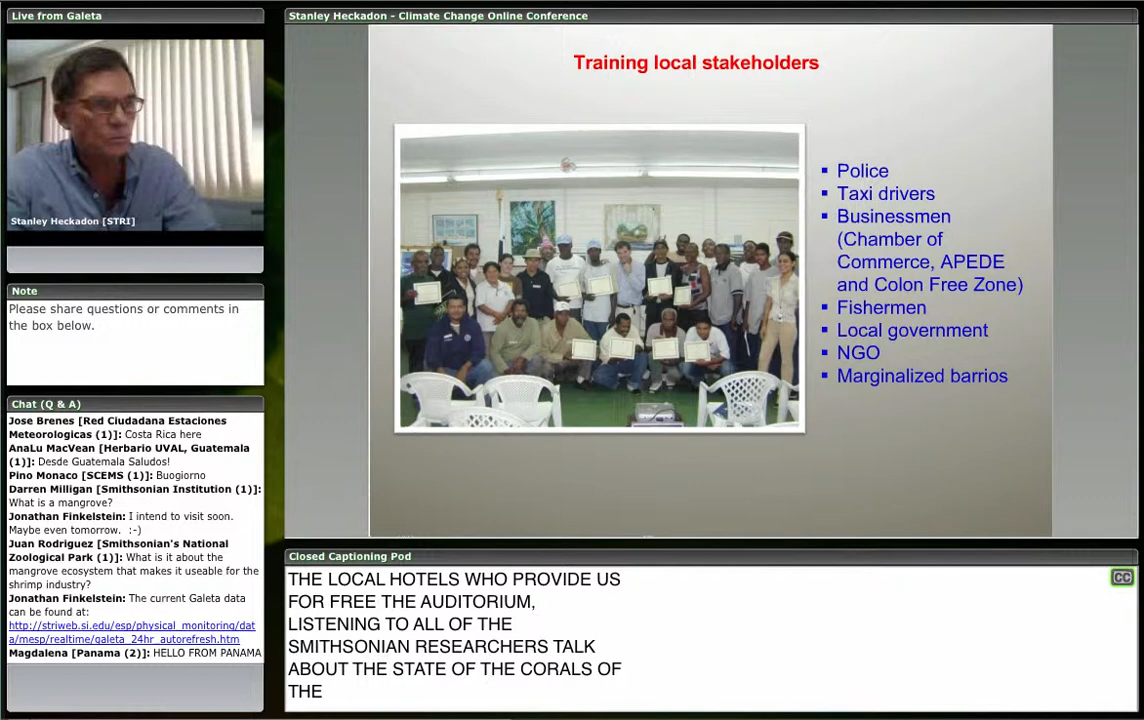 Live from Galeta
Stanley Heckadon [STRI]
Note
Please share questions or comments in
the box below.
Chat (Q & A)
Jose Brenes [Red Ciudadana Estaciones
Meteorologicas (1)]: Costa Rica here
AnaLu MacVean [Herbario UVAL, Guatemala
(1)]: Desde Guatemala Saludos!
Pino Monaco [SCEMS (1)]: Buogiorno
Darren Milligan [Smithsonian Institution (1)]:
What is a mangrove?
Jonathan Finkelstein: I intend to visit soon.
Maybe even tomorrow. :-)
Juan Rodriguez [Smithsonian's National
Zoological Park (1)]: What is it about the
mangrove ecosystem that makes it useable for the
shrimp industry?
Jonathan Finkelstein: The current Galeta data
can be found at:
http://striweb.si.edu/esp/physical_monitoring/dat
a/mesp/realtime/galeta_24hr_autorefresh.htm
Magdalena [Panama (2)]: HELLO FROM PANAMA
Stanley Heckadon - Climate Change Online Conference
Training local stakeholders
▪ Police
▪ Taxi drivers
▪ Businessmen
(Chamber of
Commerce, APEDE
and Colon Free Zone)
▪ Fishermen
▪ Local government
▪ NGO
▪ Marginalized barrios
Closed Captioning Pod
CC
THE LOCAL HOTELS WHO PROVIDE US
FOR FREE THE AUDITORIUM,
LISTENING TO ALL OF THE
SMITHSONIAN RESEARCHERS TALK
ABOUT THE STATE OF THE CORALS OF
THE